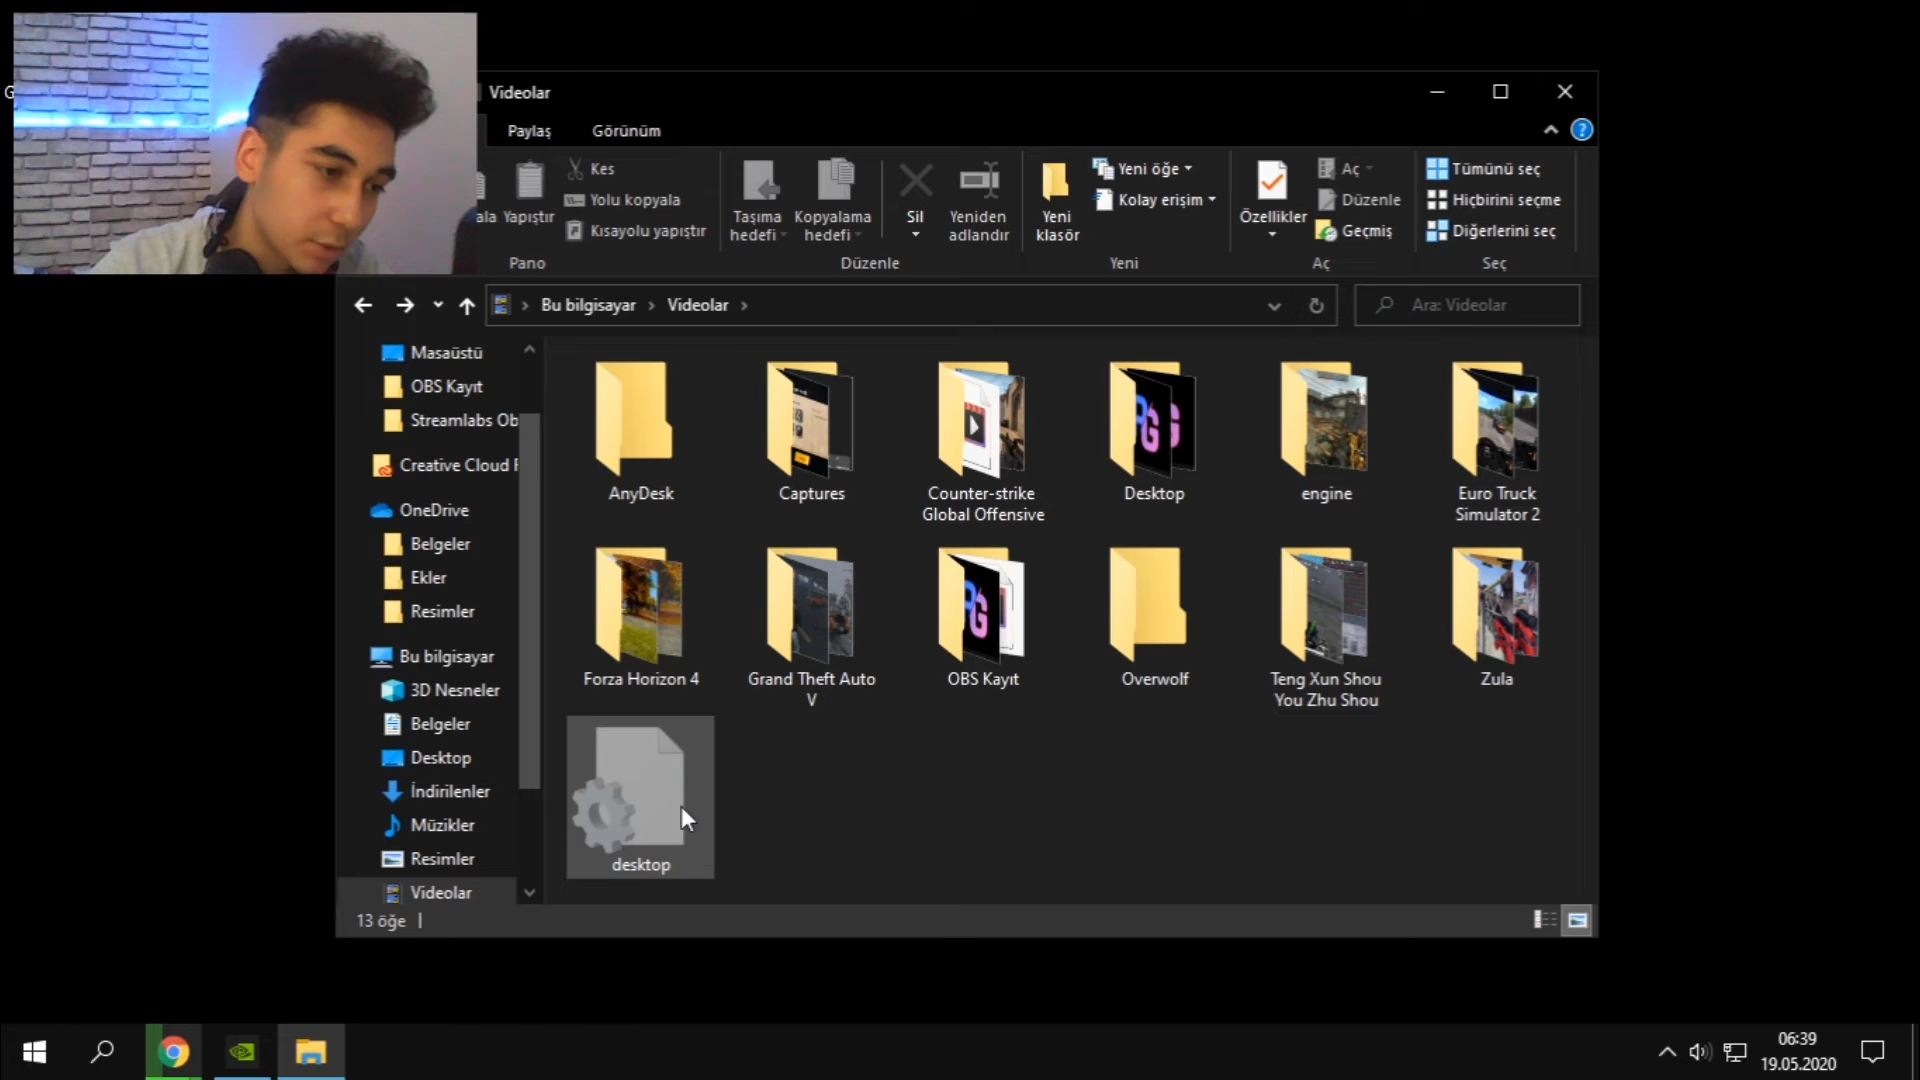 G
Videolar
Paylaş
Görünüm
ala
Yapıştır
Kes
Yolu kopyala
Kısayolu yapıştır
Pano
Taşıma
hedefi
Kopyalama
hedefi
Sil
Yeniden
adlandır
Düzenle
Yeni
klasör
Yeni öğe
Kolay erişim
Yeni
Özellikler
Aç
Düzenle
Geçmiş
Aç
Tümünü seç
Hiçbirini seçme
Diğerlerini seç
Seç
Bu bilgisayar
Videolar
Ara: Videolar
Masaüstü
OBS Kayıt
Streamlabs Ob
Creative Cloud F
OneDrive
Belgeler
Ekler
Resimler
Bu bilgisayar
3D Nesneler
Belgeler
Desktop
İndirilenler
Müzikler
Resimler
Videolar
AnyDesk
Captures
Counter-strike
Global Offensive
Desktop
engine
Euro Truck
Simulator 2
Forza Horizon 4
Grand Theft Auto
V
OBS Kayıt
Overwolf
Teng Xun Shou
You Zhu Shou
Zula
desktop
13 öğe
06:39
19.05.2020